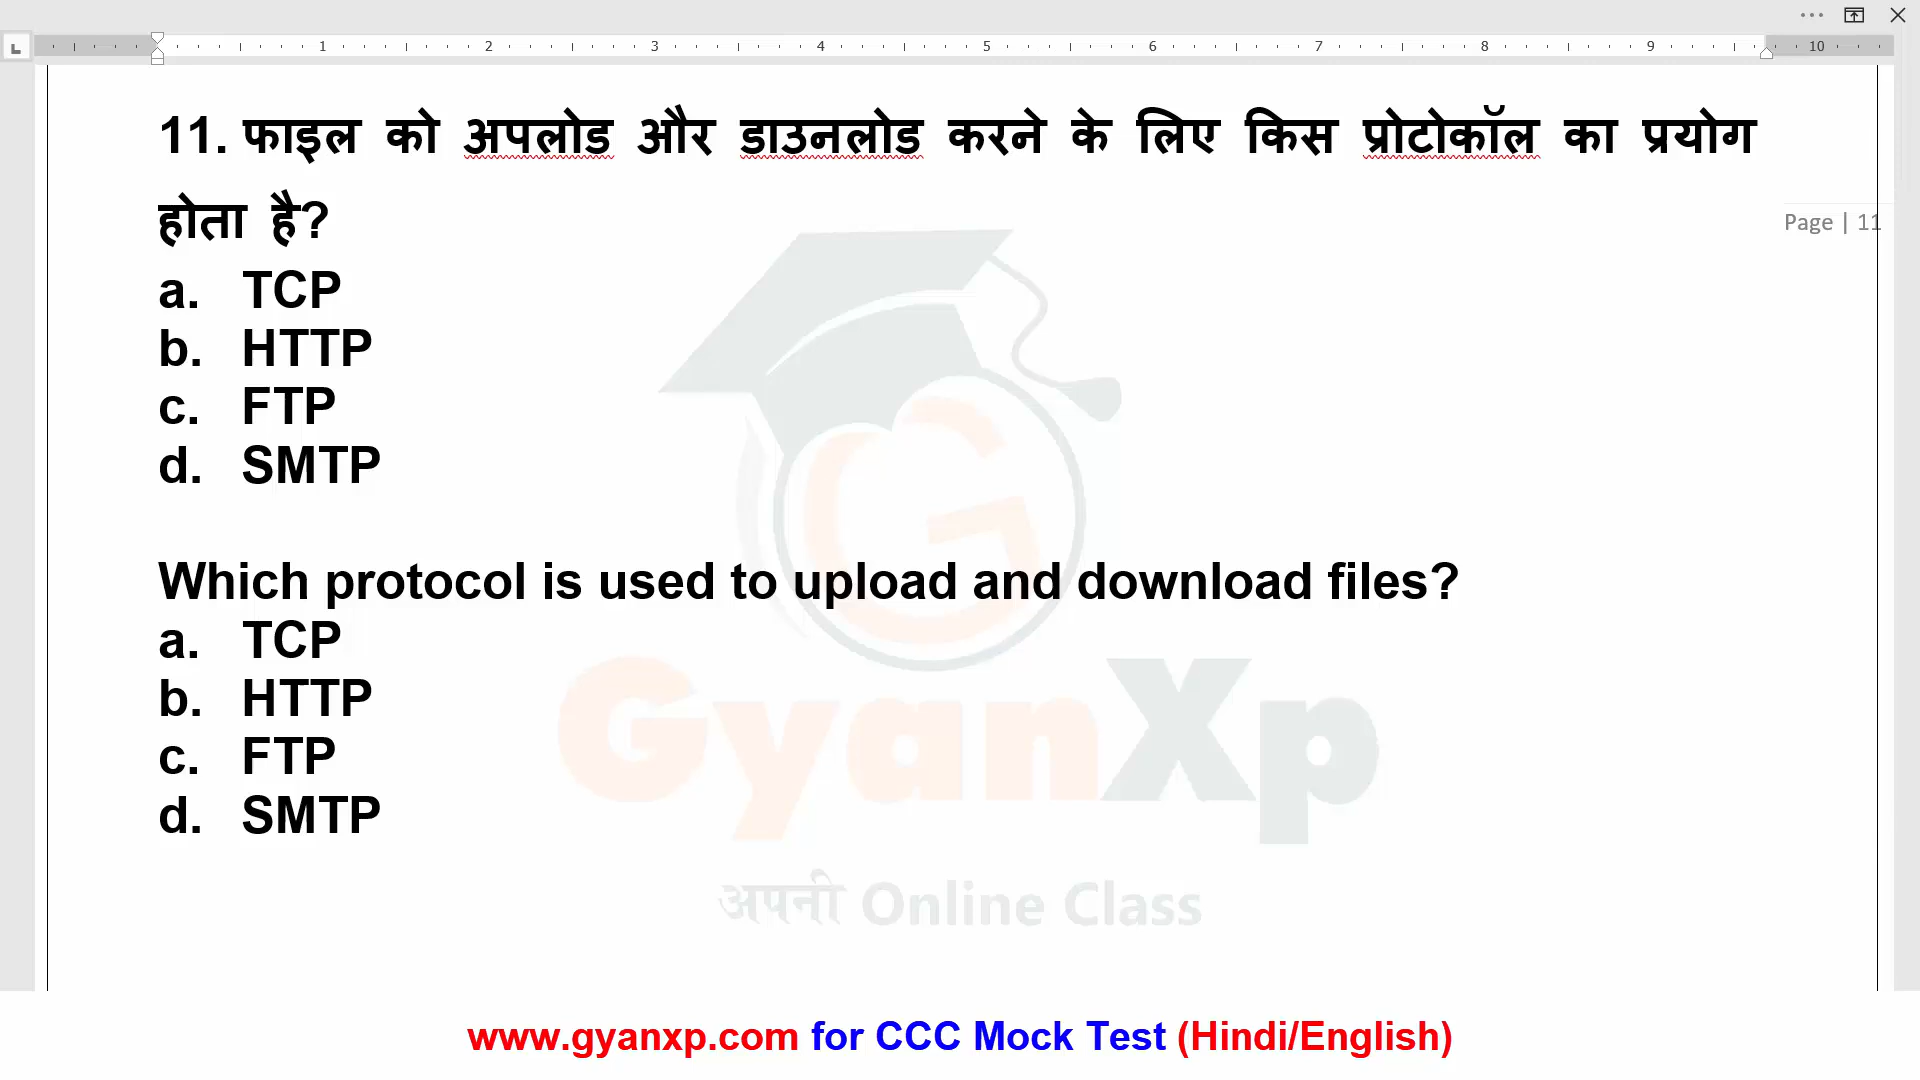 1 2 3 4 5 6 7 8 9 10
11. फाइल को अपलोड और डाउनलोड करने के लिए किस प्रोटोकॉल का प्रयोग
होता है?
Page | 11
a. TCP
b. HTTP
c. FTP
d. SMTP
Which protocol is used to upload and download files?
a. TCP
b. HTTP
c. FTP
d. SMTP
GyanXp
अपनी Online Class
www.gyanxp.com for CCC Mock Test (Hindi/English)